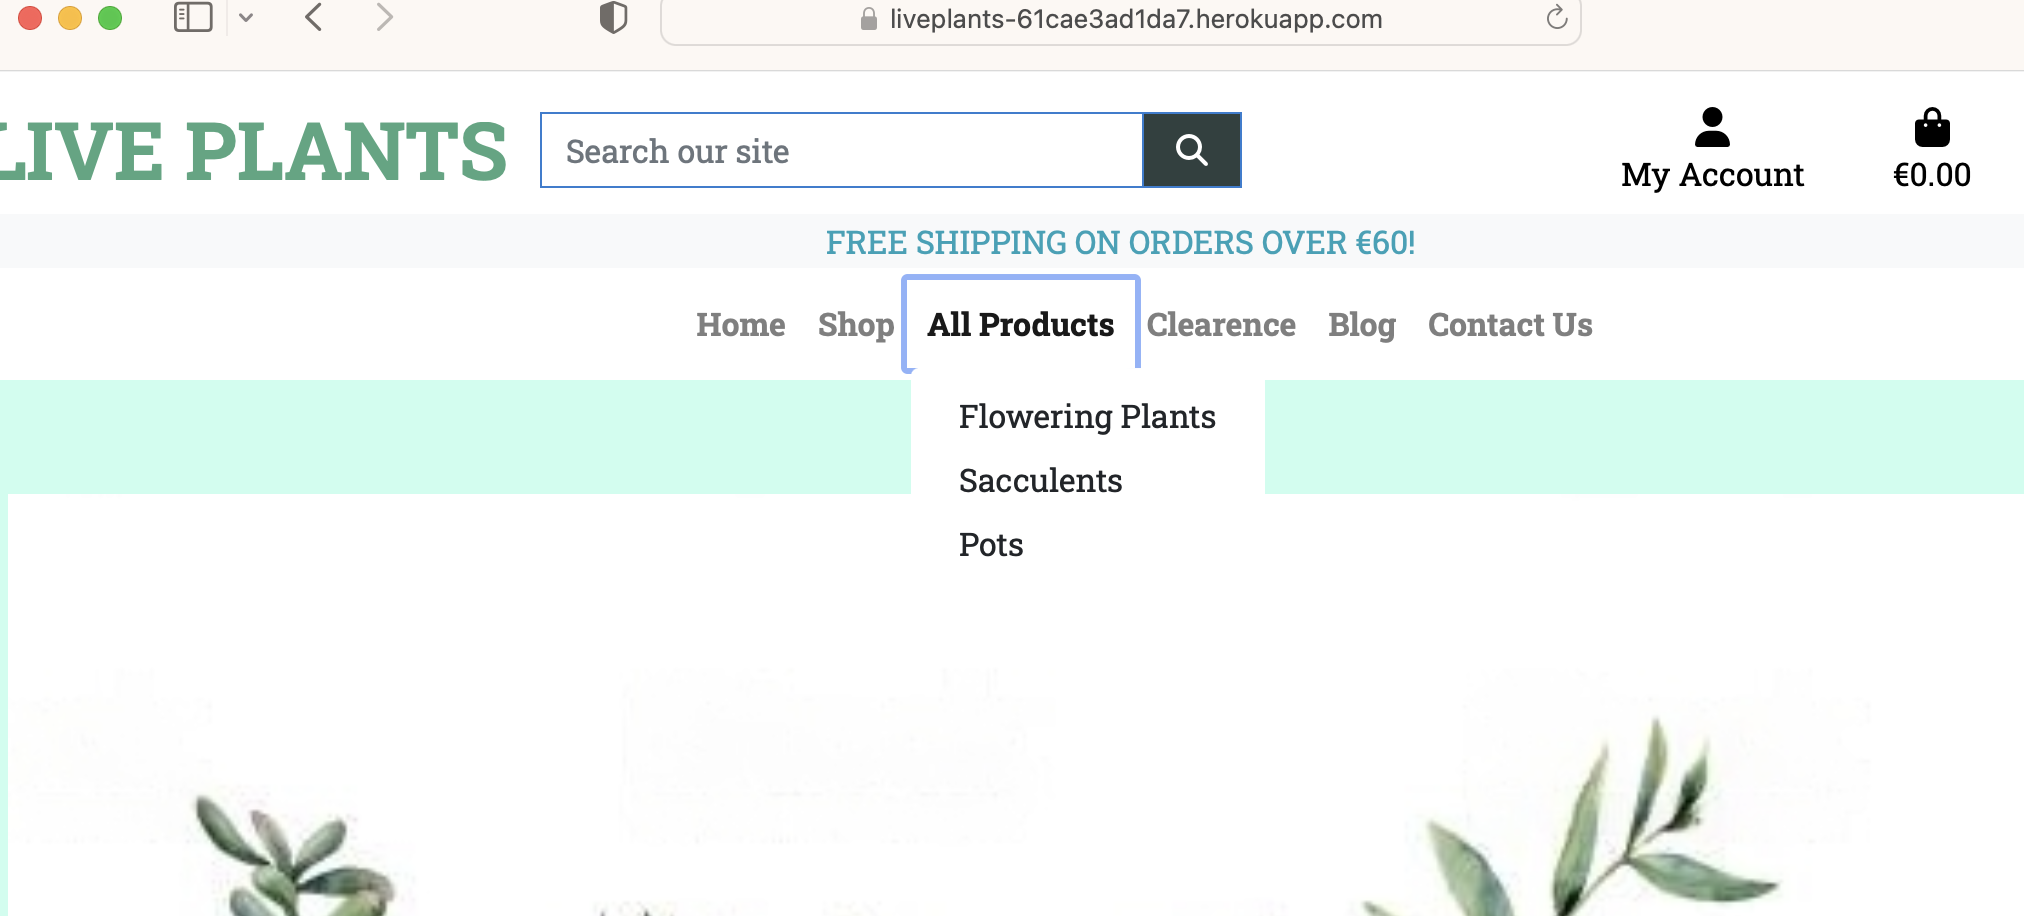 liveplants-61cae3ad1da7.herokuapp.com
LIVE PLANTS
Search our site
My Account
€0.00
FREE SHIPPING ON ORDERS OVER €60!
Home Shop All Products Clearence Blog Contact Us
Flowering Plants
Sacculents
Pots